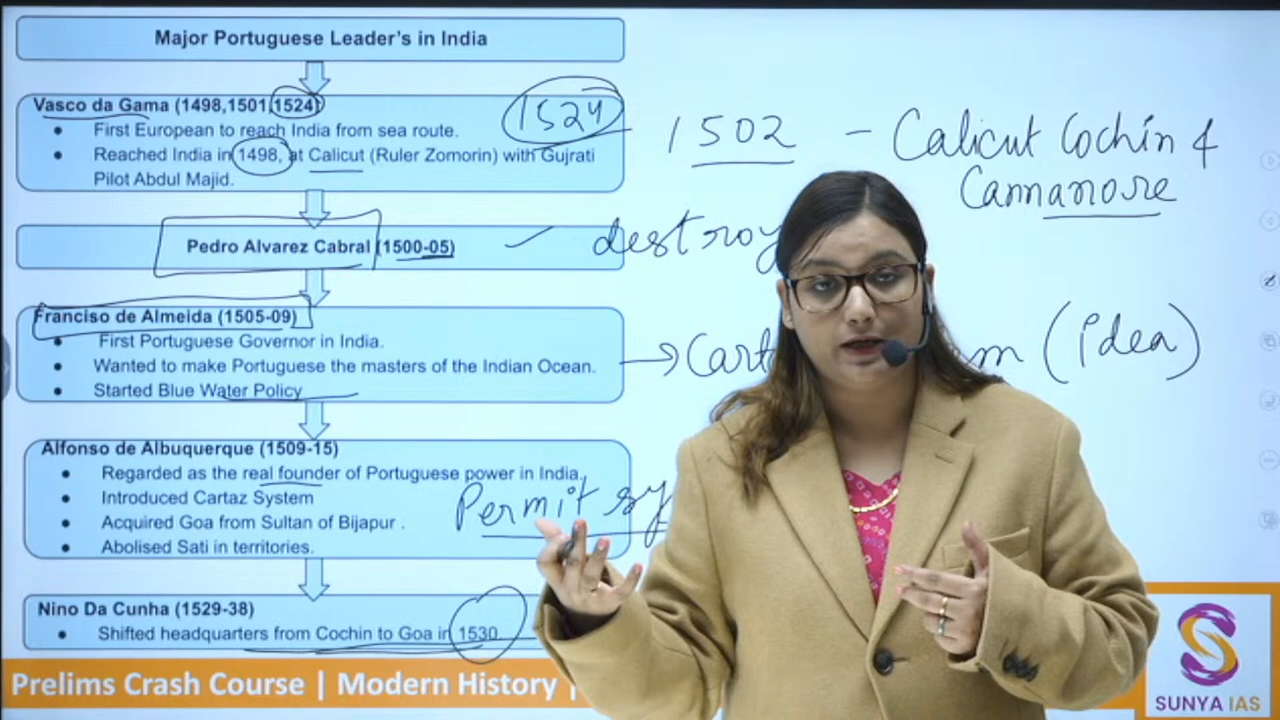 Major Portuguese Leader's in India
Vasco da Gama (1498,1501,1524)
● First European to reach India from sea route.
● Reached India in 1498, at Calicut (Ruler Zomorin) with Gujrati
Pilot Abdul Majid.
1524
1502 - Calicut Cochin &
Cannanore
Pedro Alvarez Cabral (1500-05)
destroy
Franciso de Almeida (1505-09)
● First Portuguese Governor in India.
● Wanted to make Portuguese the masters of the Indian Ocean.
● Started Blue Water Policy
→ Cart m (idea)
Alfonso de Albuquerque (1509-15)
● Regarded as the real founder of Portuguese power in India.
● Introduced Cartaz System
● Acquired Goa from Sultan of Bijapur .
● Abolised Sati in territories.
Permit sy
Nino Da Cunha (1529-38)
● Shifted headquarters from Cochin to Goa in 1530
Prelims Crash Course | Modern History |
SUNYA IAS